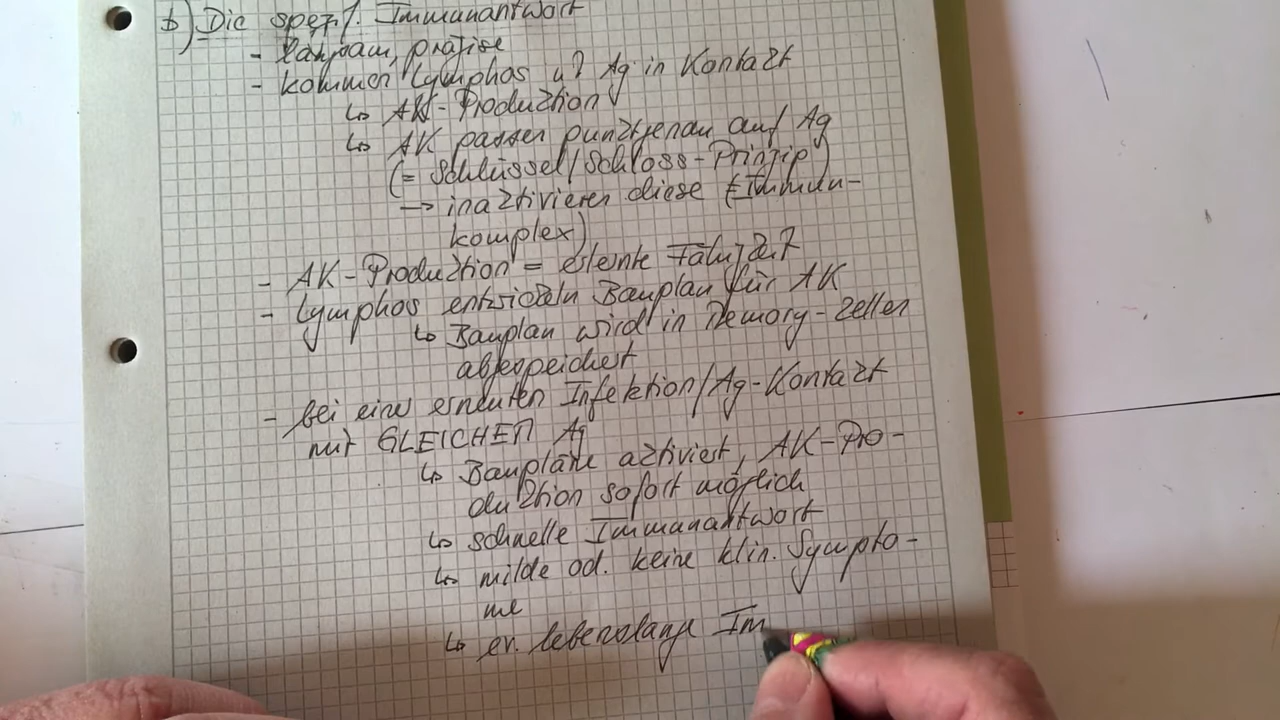 b) Die spezif. Immunantwort
- langsam, präzise
- kommen Lymphos u? Ag in Kontakt
↳ AK-Produktion
↳ AK passen punktgenau auf Ag
(= Schlüssel/Schloss-Prinzip)
→ inaktivieren diese (Immun-
komplex)
- AK-Produktion = erlernte Fähigkeit
- Lymphos entwickeln Bauplan für AK
↳ Bauplan wird in Memory-Zellen
abgespeichert
- bei einer erneuten Infektion/Ag-Kontakt
mit GLEICHEN Ag
↳ Baupläne aktiviert, AK-Pro-
duktion sofort möglich
↳ schnelle Immunantwort
↳ milde od. keine klin. Sympto-
me
↳ ev. lebenslange Im